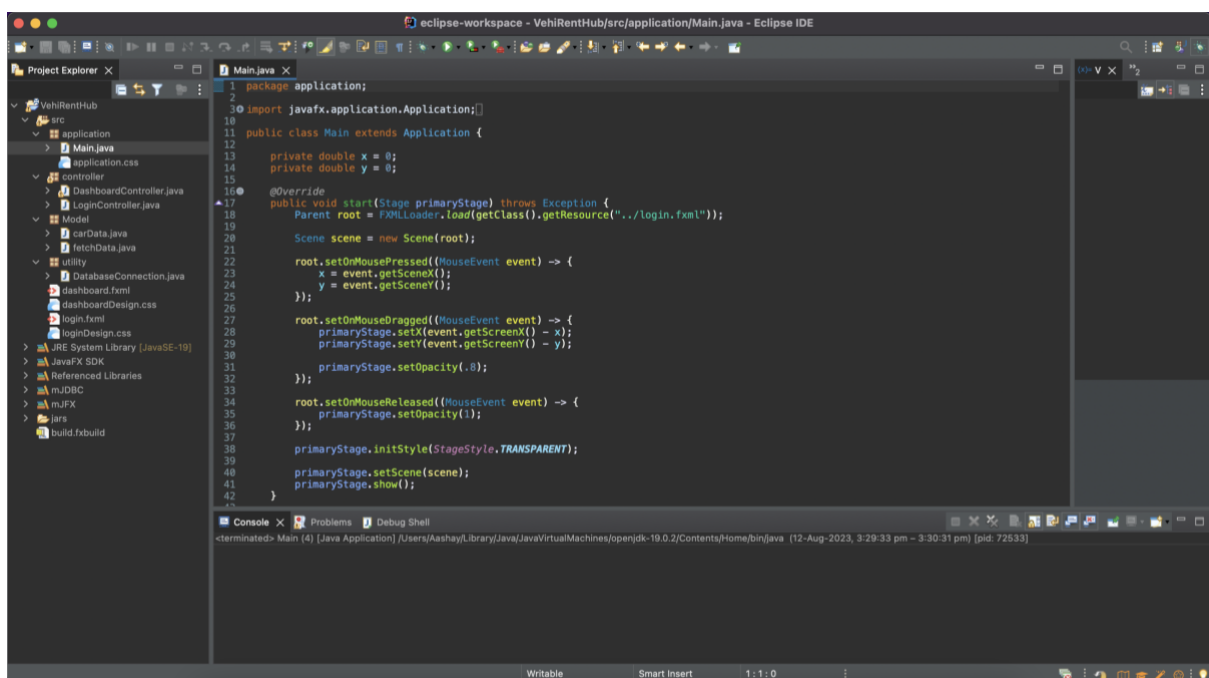 eclipse-workspace - VehiRentHub/src/application/Main.java - Eclipse IDE
Project Explorer
VehiRentHub
src
application
Main.java
application.css
controller
DashboardController.java
LoginController.java
Model
carData.java
fetchData.java
utility
DatabaseConnection.java
dashboard.fxml
dashboardDesign.css
login.fxml
loginDesign.css
JRE System Library [JavaSE-19]
JavaFX SDK
Referenced Libraries
mJDBC
mJFX
jars
build.fxbuild
Main.java
1 package application;
2
3 import javafx.application.Application;
10
11 public class Main extends Application {
12
13     private double x = 0;
14     private double y = 0;
15
16     @Override
17     public void start(Stage primaryStage) throws Exception {
18         Parent root = FXMLLoader.load(getClass().getResource("../login.fxml"));
19
20         Scene scene = new Scene(root);
21
22         root.setOnMousePressed((MouseEvent event) -> {
23             x = event.getSceneX();
24             y = event.getSceneY();
25         });
26
27         root.setOnMouseDragged((MouseEvent event) -> {
28             primaryStage.setX(event.getScreenX() - x);
29             primaryStage.setY(event.getScreenY() - y);
30
31             primaryStage.setOpacity(.8);
32         });
33
34         root.setOnMouseReleased((MouseEvent event) -> {
35             primaryStage.setOpacity(1);
36         });
37
38         primaryStage.initStyle(StageStyle.TRANSPARENT);
39
40         primaryStage.setScene(scene);
41         primaryStage.show();
42     }
(x)= V
2
Console
Problems
Debug Shell
<terminated> Main (4) [Java Application] /Users/Aashay/Library/Java/JavaVirtualMachines/openjdk-19.0.2/Contents/Home/bin/java (12-Aug-2023, 3:29:33 pm – 3:30:31 pm) [pid: 72533]
Writable
Smart Insert
1:1:0